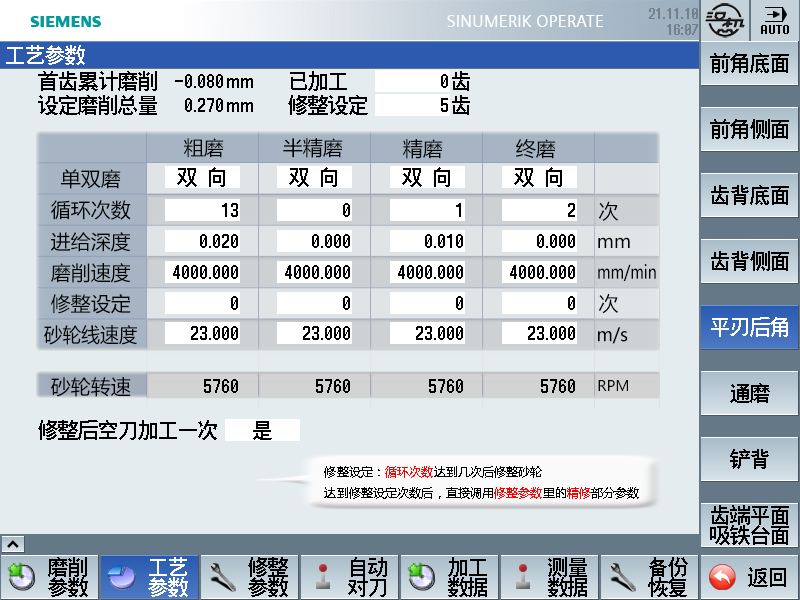 SIEMENS SINUMERIK OPERATE 21.11.10 16:07 AUTO
工艺参数
首齿累计磨削 -0.080mm 已加工 0齿
设定磨削总量 0.270mm 修整设定 5齿
粗磨 半精磨 精磨 终磨
单双磨 双 向 双 向 双 向 双 向
循环次数 13 0 1 2 次
进给深度 0.020 0.000 0.010 0.000 mm
磨削速度 4000.000 4000.000 4000.000 4000.000 mm/min
修整设定 0 0 0 0 次
砂轮线速度 23.000 23.000 23.000 23.000 m/s
砂轮转速 5760 5760 5760 5760 RPM
修整后空刀加工一次 是
修整设定：循环次数达到几次后修整砂轮
达到修整设定次数后，直接调用修整参数里的精修部分参数
前角底面
前角侧面
齿背底面
齿背侧面
平刃后角
通磨
铲背
齿端平面
吸铁台面
磨削
参数
工艺
参数
修整
参数
自动
对刀
加工
数据
测量
数据
备份
恢复
返回